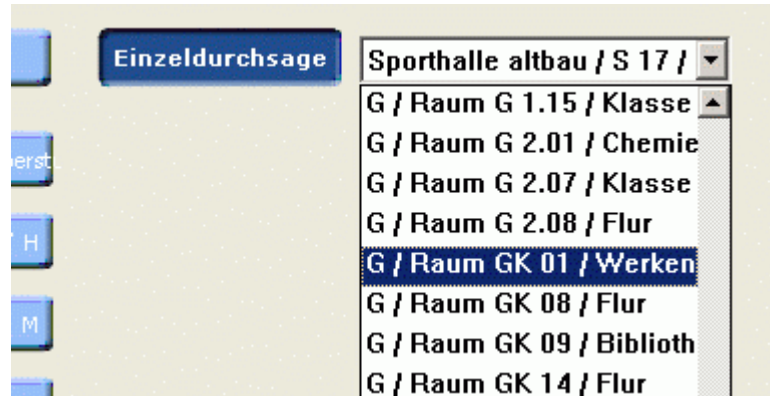 Einzeldurchsage
Sporthalle altbau / S 17 /
G / Raum G 1.15 / Klasse
G / Raum G 2.01 / Chemie
G / Raum G 2.07 / Klasse
G / Raum G 2.08 / Flur
G / Raum GK 01 / Werken
G / Raum GK 08 / Flur
G / Raum GK 09 / Biblioth
G / Raum GK 14 / Flur
erst
H
M